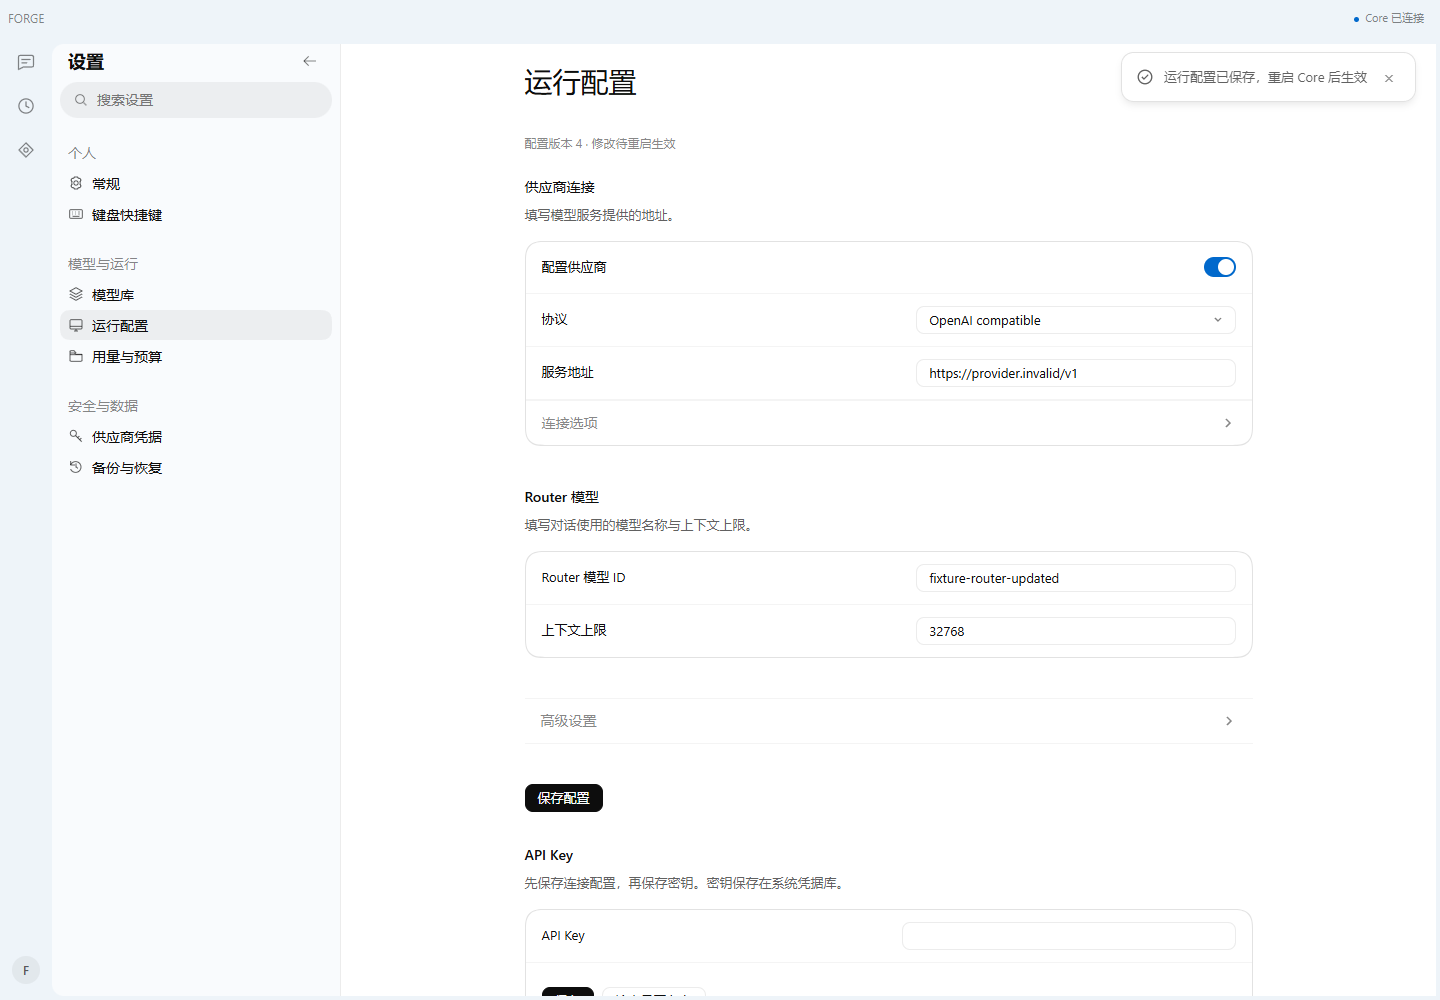 FORGE
Core 已连接
设置
搜索设置
个人
常规
键盘快捷键
模型与运行
模型库
运行配置
用量与预算
安全与数据
供应商凭据
备份与恢复
F
运行配置
运行配置已保存，重启 Core 后生效
配置版本 4 · 修改待重启生效
供应商连接
填写模型服务提供的地址。
配置供应商
协议
OpenAI compatible
服务地址
https://provider.invalid/v1
连接选项
Router 模型
填写对话使用的模型名称与上下文上限。
Router 模型 ID
fixture-router-updated
上下文上限
32768
高级设置
保存配置
API Key
先保存连接配置，再保存密钥。密钥保存在系统凭据库。
API Key